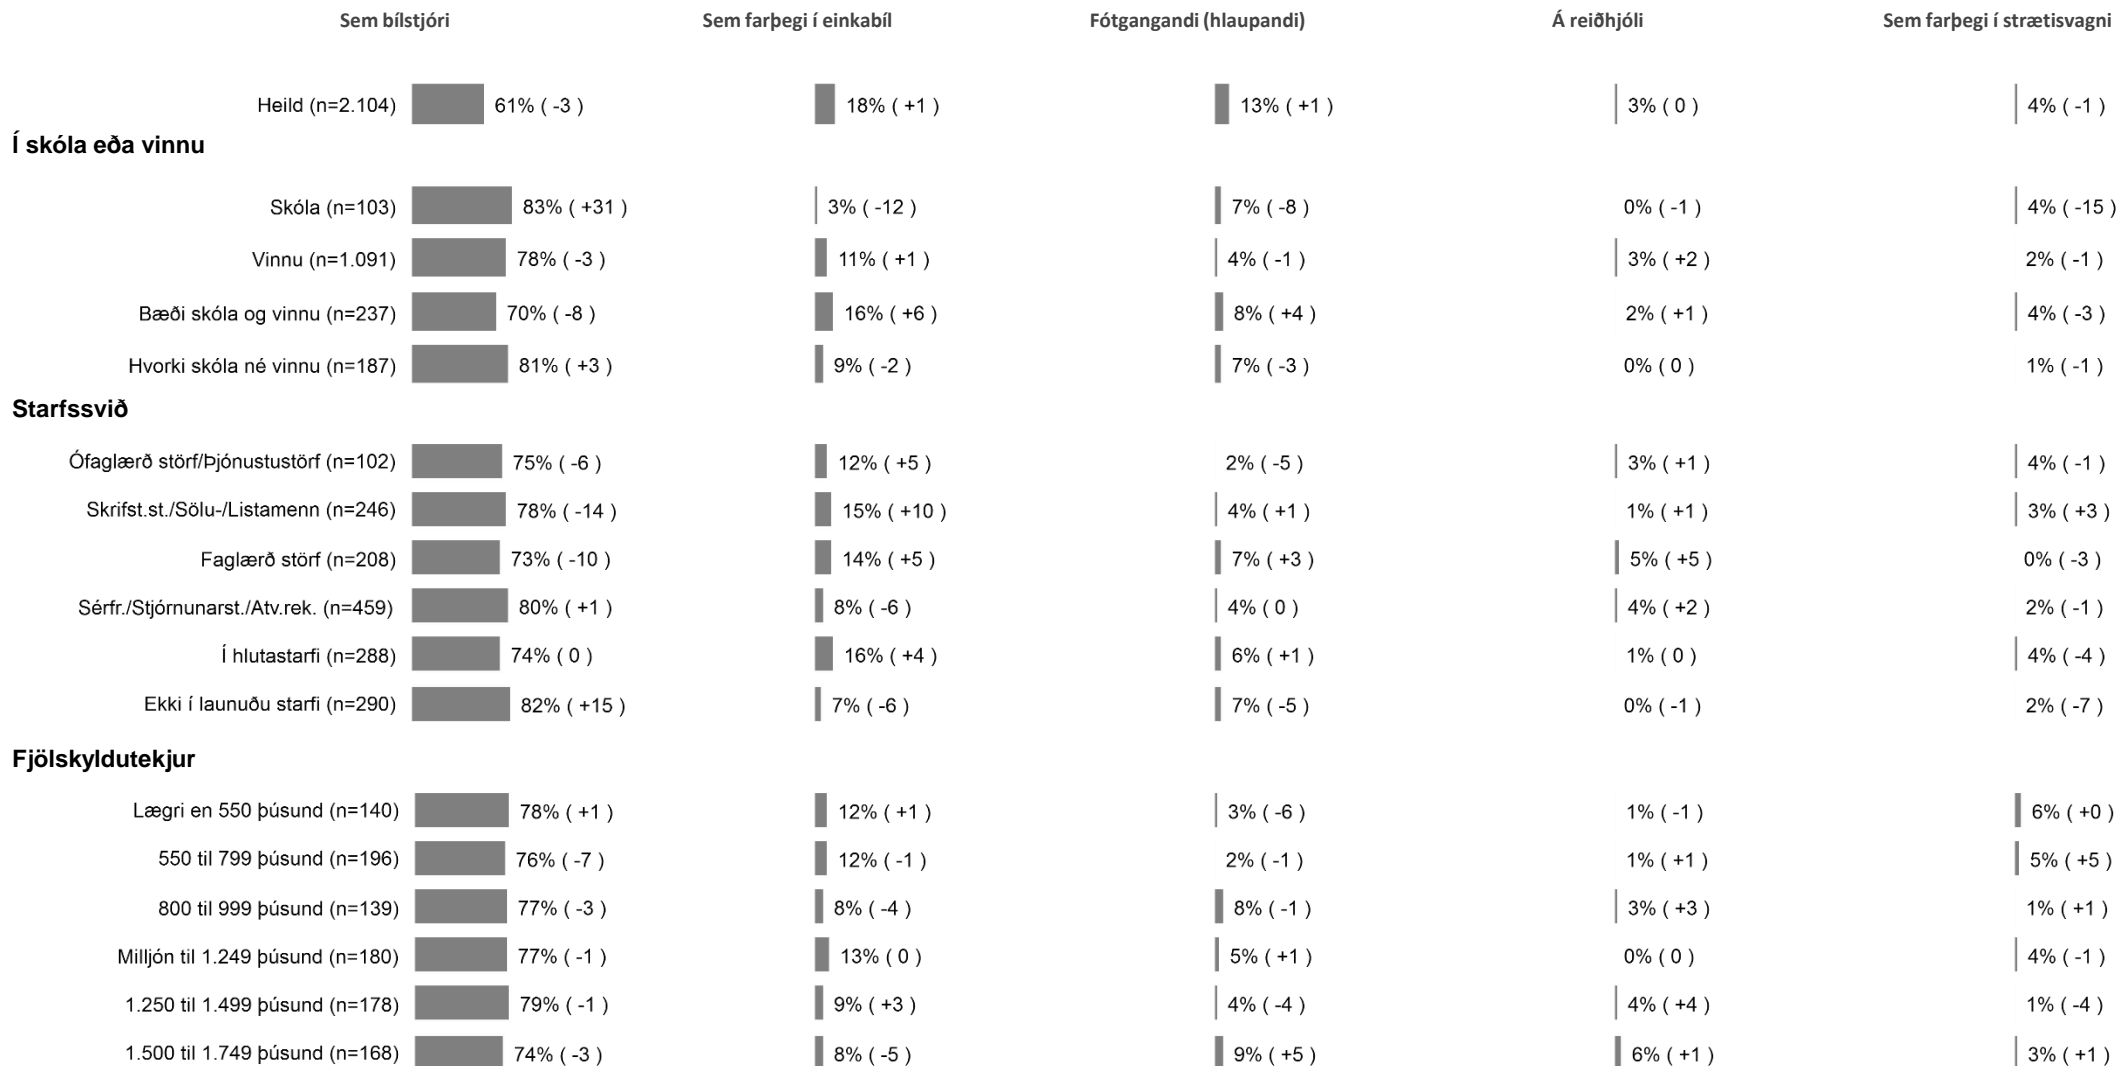 Sem bílstjóri Sem farþegi í einkabíl Fótgangandi (hlaupandi) Á reiðhjóli Sem farþegi í strætisvagni
Heild (n=2.104) 61% ( -3 ) 18% ( +1 ) 13% ( +1 ) 3% ( 0 ) 4% ( -1 )
Í skóla eða vinnu
Skóla (n=103) 83% ( +31 ) 3% ( -12 ) 7% ( -8 ) 0% ( -1 ) 4% ( -15 )
Vinnu (n=1.091) 78% ( -3 ) 11% ( +1 ) 4% ( -1 ) 3% ( +2 ) 2% ( -1 )
Bæði skóla og vinnu (n=237) 70% ( -8 ) 16% ( +6 ) 8% ( +4 ) 2% ( +1 ) 4% ( -3 )
Hvorki skóla né vinnu (n=187) 81% ( +3 ) 9% ( -2 ) 7% ( -3 ) 0% ( 0 ) 1% ( -1 )
Starfssvið
Ófaglærð störf/Þjónustustörf (n=102) 75% ( -6 ) 12% ( +5 ) 2% ( -5 ) 3% ( +1 ) 4% ( -1 )
Skrifst.st./Sölu-/Listamenn (n=246) 78% ( -14 ) 15% ( +10 ) 4% ( +1 ) 1% ( +1 ) 3% ( +3 )
Faglærð störf (n=208) 73% ( -10 ) 14% ( +5 ) 7% ( +3 ) 5% ( +5 ) 0% ( -3 )
Sérfr./Stjórnunarst./Atv.rek. (n=459) 80% ( +1 ) 8% ( -6 ) 4% ( 0 ) 4% ( +2 ) 2% ( -1 )
Í hlutastarfi (n=288) 74% ( 0 ) 16% ( +4 ) 6% ( +1 ) 1% ( 0 ) 4% ( -4 )
Ekki í launuðu starfi (n=290) 82% ( +15 ) 7% ( -6 ) 7% ( -5 ) 0% ( -1 ) 2% ( -7 )
Fjölskyldutekjur
Lægri en 550 þúsund (n=140) 78% ( +1 ) 12% ( +1 ) 3% ( -6 ) 1% ( -1 ) 6% ( +0 )
550 til 799 þúsund (n=196) 76% ( -7 ) 12% ( -1 ) 2% ( -1 ) 1% ( +1 ) 5% ( +5 )
800 til 999 þúsund (n=139) 77% ( -3 ) 8% ( -4 ) 8% ( -1 ) 3% ( +3 ) 1% ( +1 )
Milljón til 1.249 þúsund (n=180) 77% ( -1 ) 13% ( 0 ) 5% ( +1 ) 0% ( 0 ) 4% ( -1 )
1.250 til 1.499 þúsund (n=178) 79% ( -1 ) 9% ( +3 ) 4% ( -4 ) 4% ( +4 ) 1% ( -4 )
1.500 til 1.749 þúsund (n=168) 74% ( -3 ) 8% ( -5 ) 9% ( +5 ) 6% ( +1 ) 3% ( +1 )